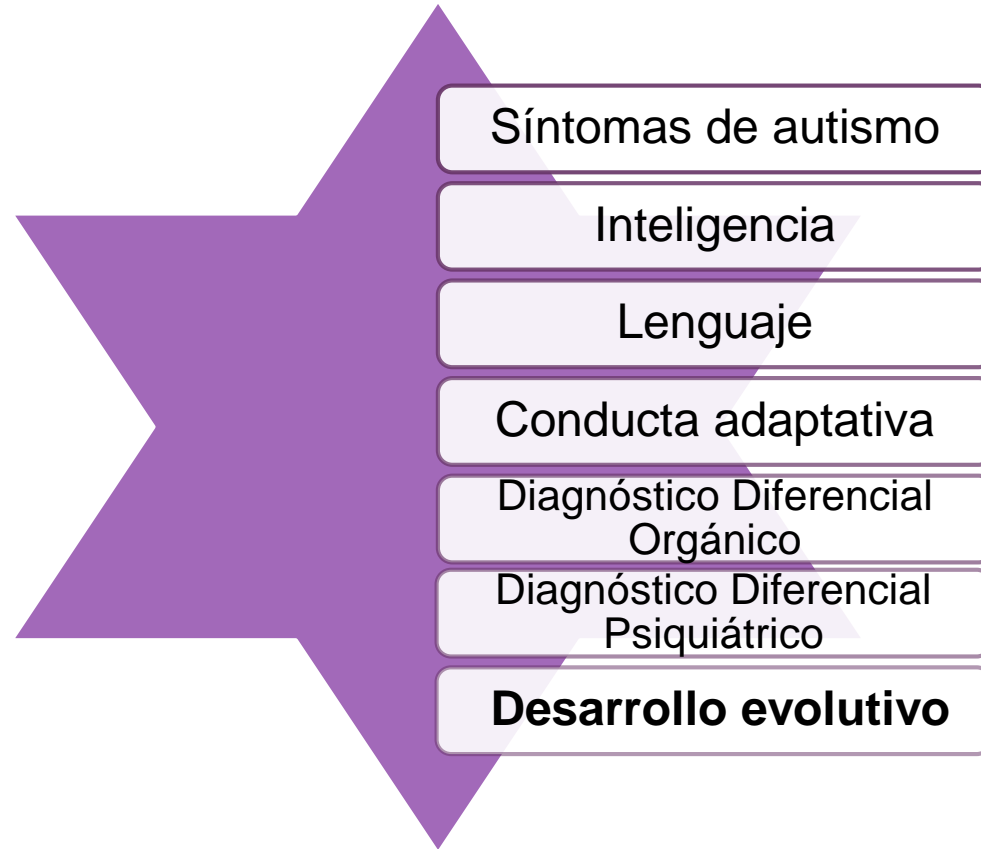 Síntomas de autismo
Inteligencia
Lenguaje
Conducta adaptativa
Diagnóstico Diferencial
Orgánico
Diagnóstico Diferencial
Psiquiátrico
Desarrollo evolutivo